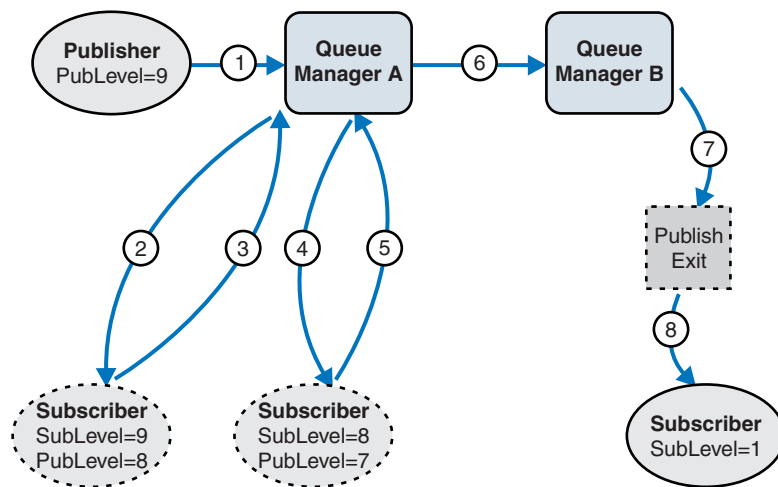 Publisher
PubLevel=9
1
Queue
Manager A
6
Queue
Manager B
7
2
3
4
5
Publish
Exit
8
Subscriber
SubLevel=9
PubLevel=8
Subscriber
SubLevel=8
PubLevel=7
Subscriber
SubLevel=1